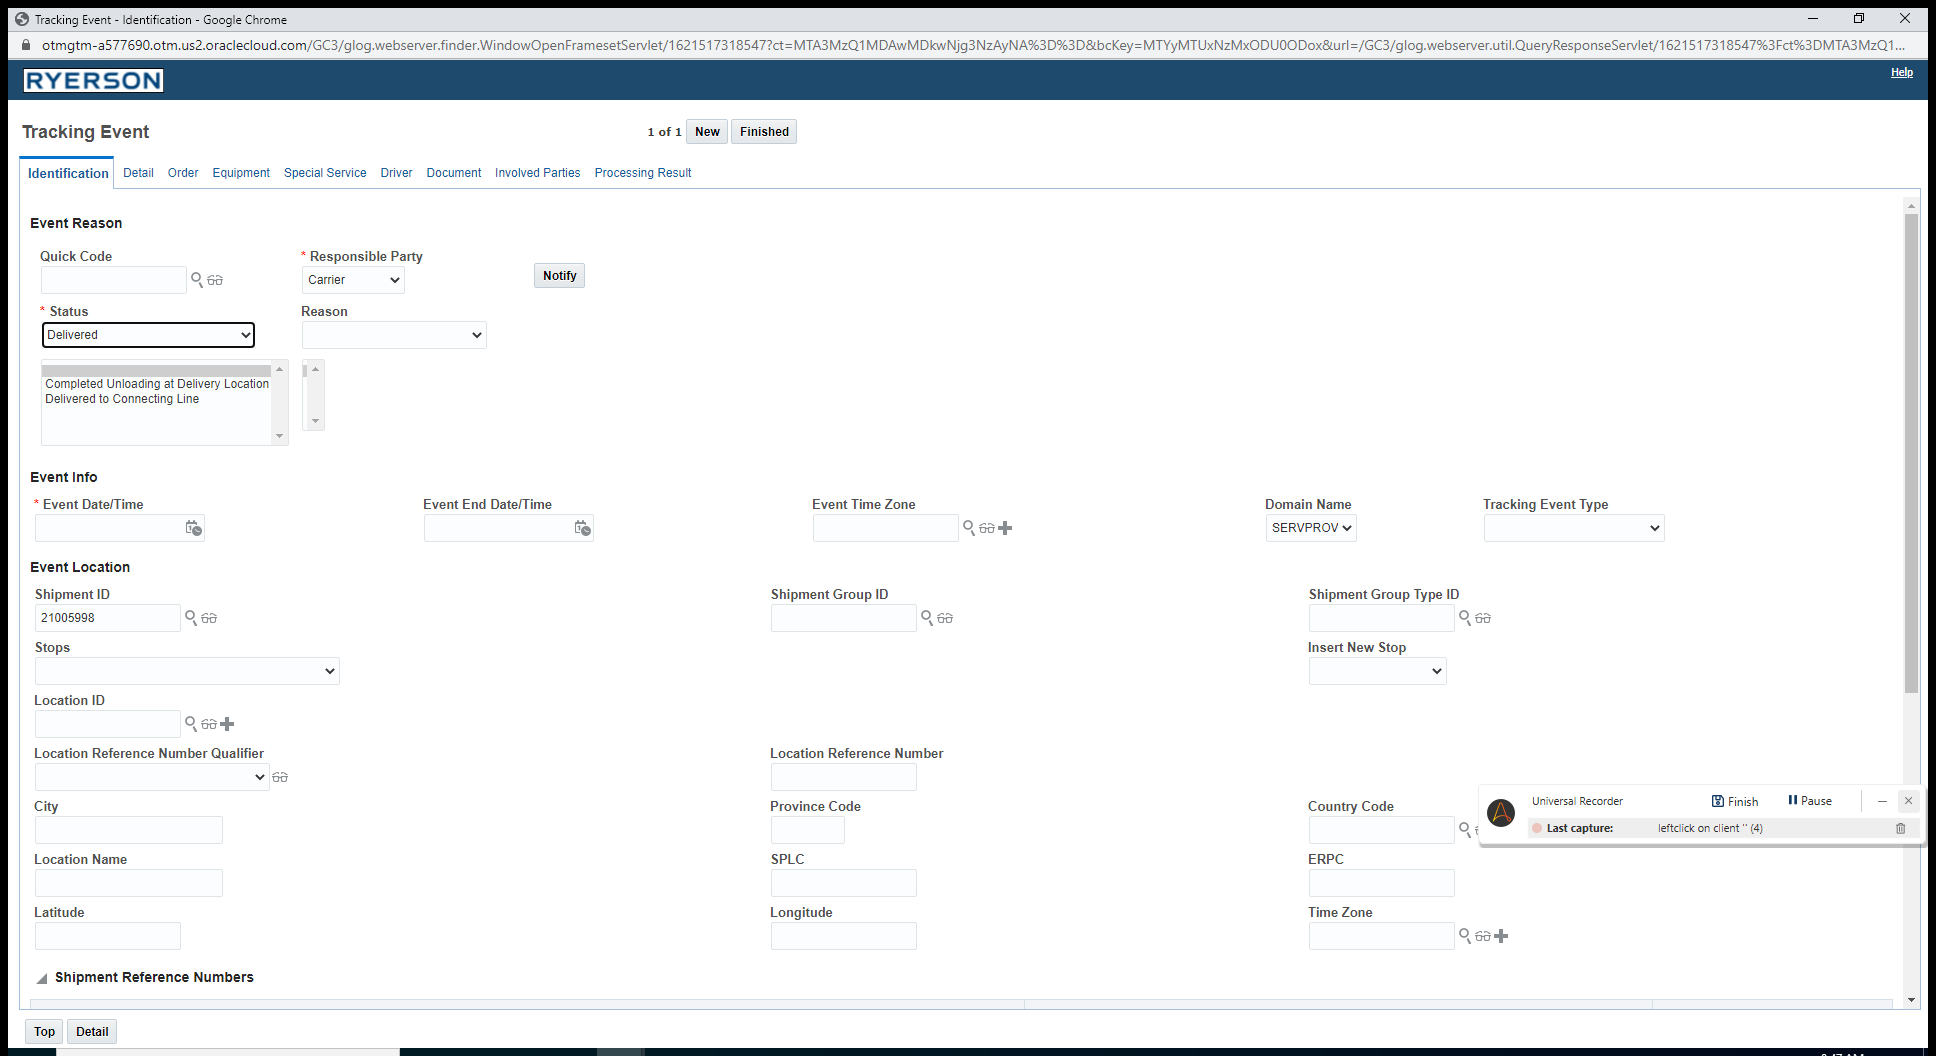 Tracking Event - Identification - Google Chrome
otmgtm-a577690.otm.us2.oraclecloud.com/GC3/glog.webserver.finder.WindowOpenFramesetServlet/1621517318547?ct=MTA3MzQ1MDAwMDkwNjg3NzAyNA%3D%3D&bcKey=MTYyMTUxNzMxODU0ODox&url=/GC3/glog.webserver.util.QueryResponseServlet/1621517318547%3Fct%3DMTA3MzQ1...
RYERSON
Help
Tracking Event
1 of 1 New Finished
Identification Detail Order Equipment Special Service Driver Document Involved Parties Processing Result
Event Reason
Quick Code * Responsible Party
Carrier
Notify
* Status Reason
Delivered
Completed Unloading at Delivery Location
Delivered to Connecting Line
Event Info
* Event Date/Time Event End Date/Time Event Time Zone Domain Name Tracking Event Type
SERVPROV
Event Location
Shipment ID Shipment Group ID Shipment Group Type ID
21005998
Stops Insert New Stop
Location ID
Location Reference Number Qualifier Location Reference Number
City Province Code Country Code
Universal Recorder Finish Pause
Last capture: leftclick on client '' (4)
Location Name SPLC ERPC
Latitude Longitude Time Zone
Shipment Reference Numbers
Top Detail